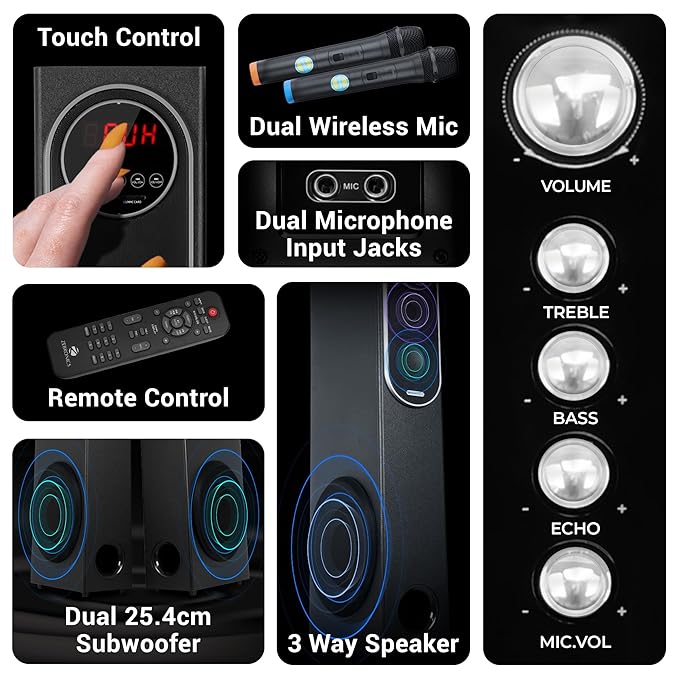 Touch Control
Dual Wireless Mic
MIC
Dual Microphone
Input Jacks
ZEBRONICS
Remote Control
Dual 25.4cm
Subwoofer
3 Way Speaker
- +
VOLUME
- +
TREBLE
- +
BASS
- +
ECHO
- +
MIC.VOL